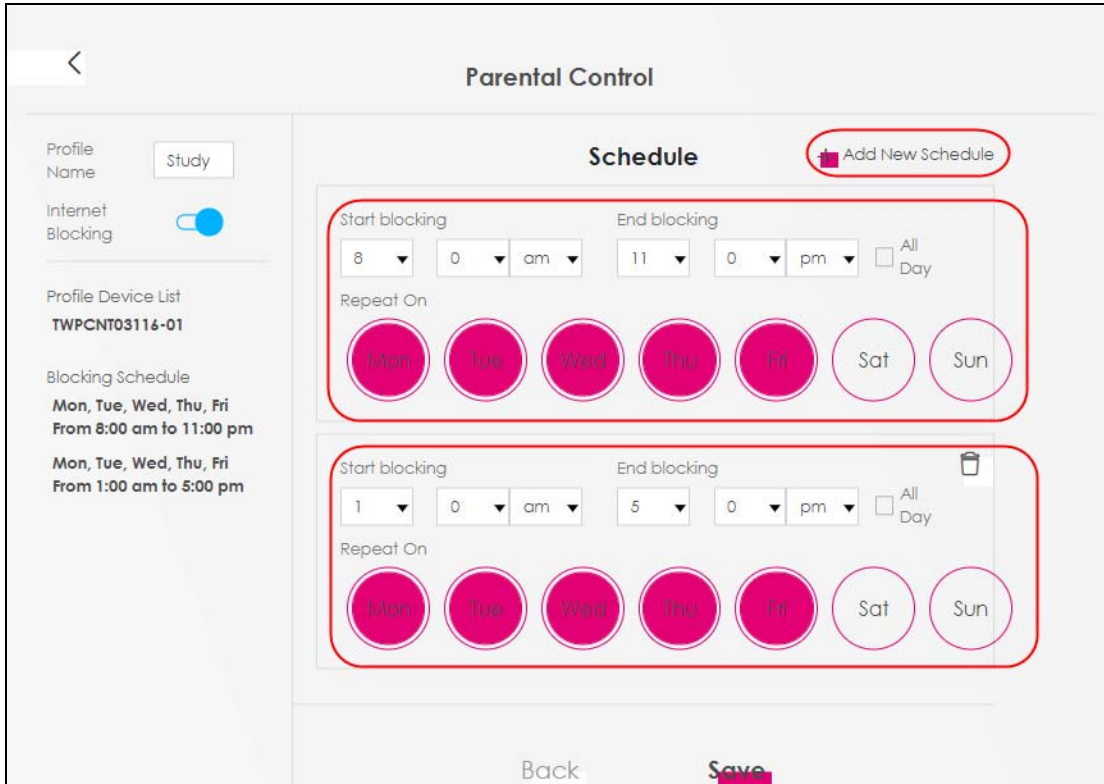 Parental Control
Profile
Name
Study
Internet
Blocking
Profile Device List
TWPCNT03116-01
Blocking Schedule
Mon, Tue, Wed, Thu, Fri
From 8:00 am to 11:00 pm
Mon, Tue, Wed, Thu, Fri
From 1:00 am to 5:00 pm
Schedule
+ Add New Schedule
Start blocking End blocking
8 0 am 11 0 pm All Day
Repeat On
Mon Tue Wed Thu Fri Sat Sun
Start blocking End blocking
1 0 am 5 0 pm All Day
Repeat On
Mon Tue Wed Thu Fri Sat Sun
Back Save